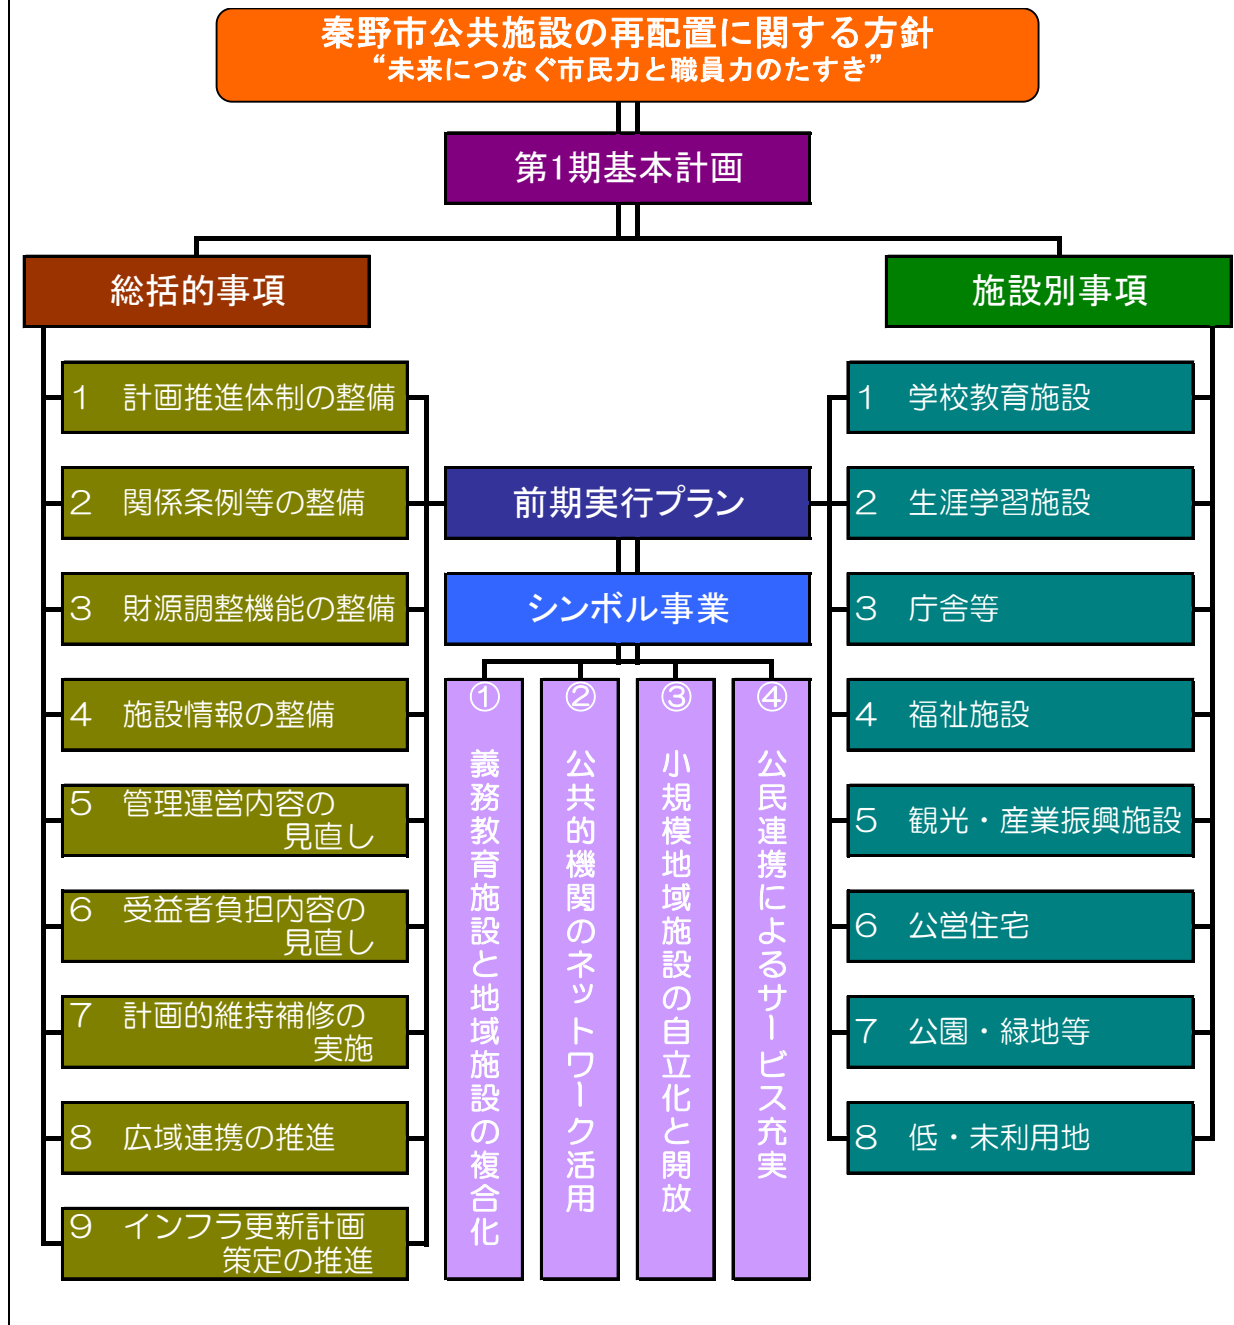 秦野市公共施設の再配置に関する方針
“未来につなぐ市民力と職員力のたすき”
第1期基本計画
総括的事項
１　計画推進体制の整備
２　関係条例等の整備
３　財源調整機能の整備
４　施設情報の整備
５　管理運営内容の
見直し
６　受益者負担内容の
見直し
７　計画的維持補修の
実施
８　広域連携の推進
９　インフラ更新計画
策定の推進
前期実行プラン
シンボル事業
①　義務教育施設と地域施設の複合化
②　公共的機関のネットワーク活用
③　小規模地域施設の自立化と開放
④　公民連携によるサービス充実
施設別事項
１　学校教育施設
２　生涯学習施設
３　庁舎等
４　福祉施設
５　観光・産業振興施設
６　公営住宅
７　公園・緑地等
８　低・未利用地